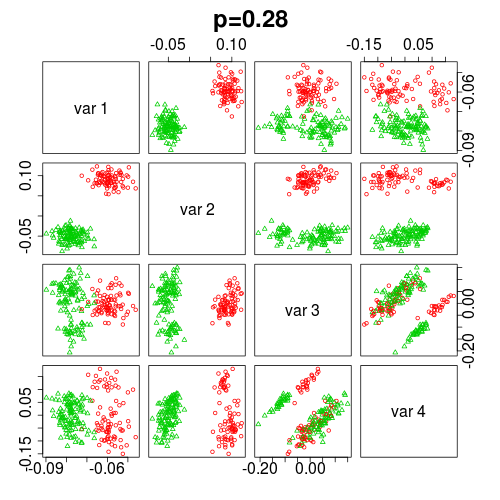 p=0.28
-0.05 0.10 -0.15 0.05
var 1
-0.06
-0.09
0.10
var 2
-0.05
var 3
0.00
-0.20
0.05
var 4
-0.15
-0.09 -0.06 -0.20 0.00